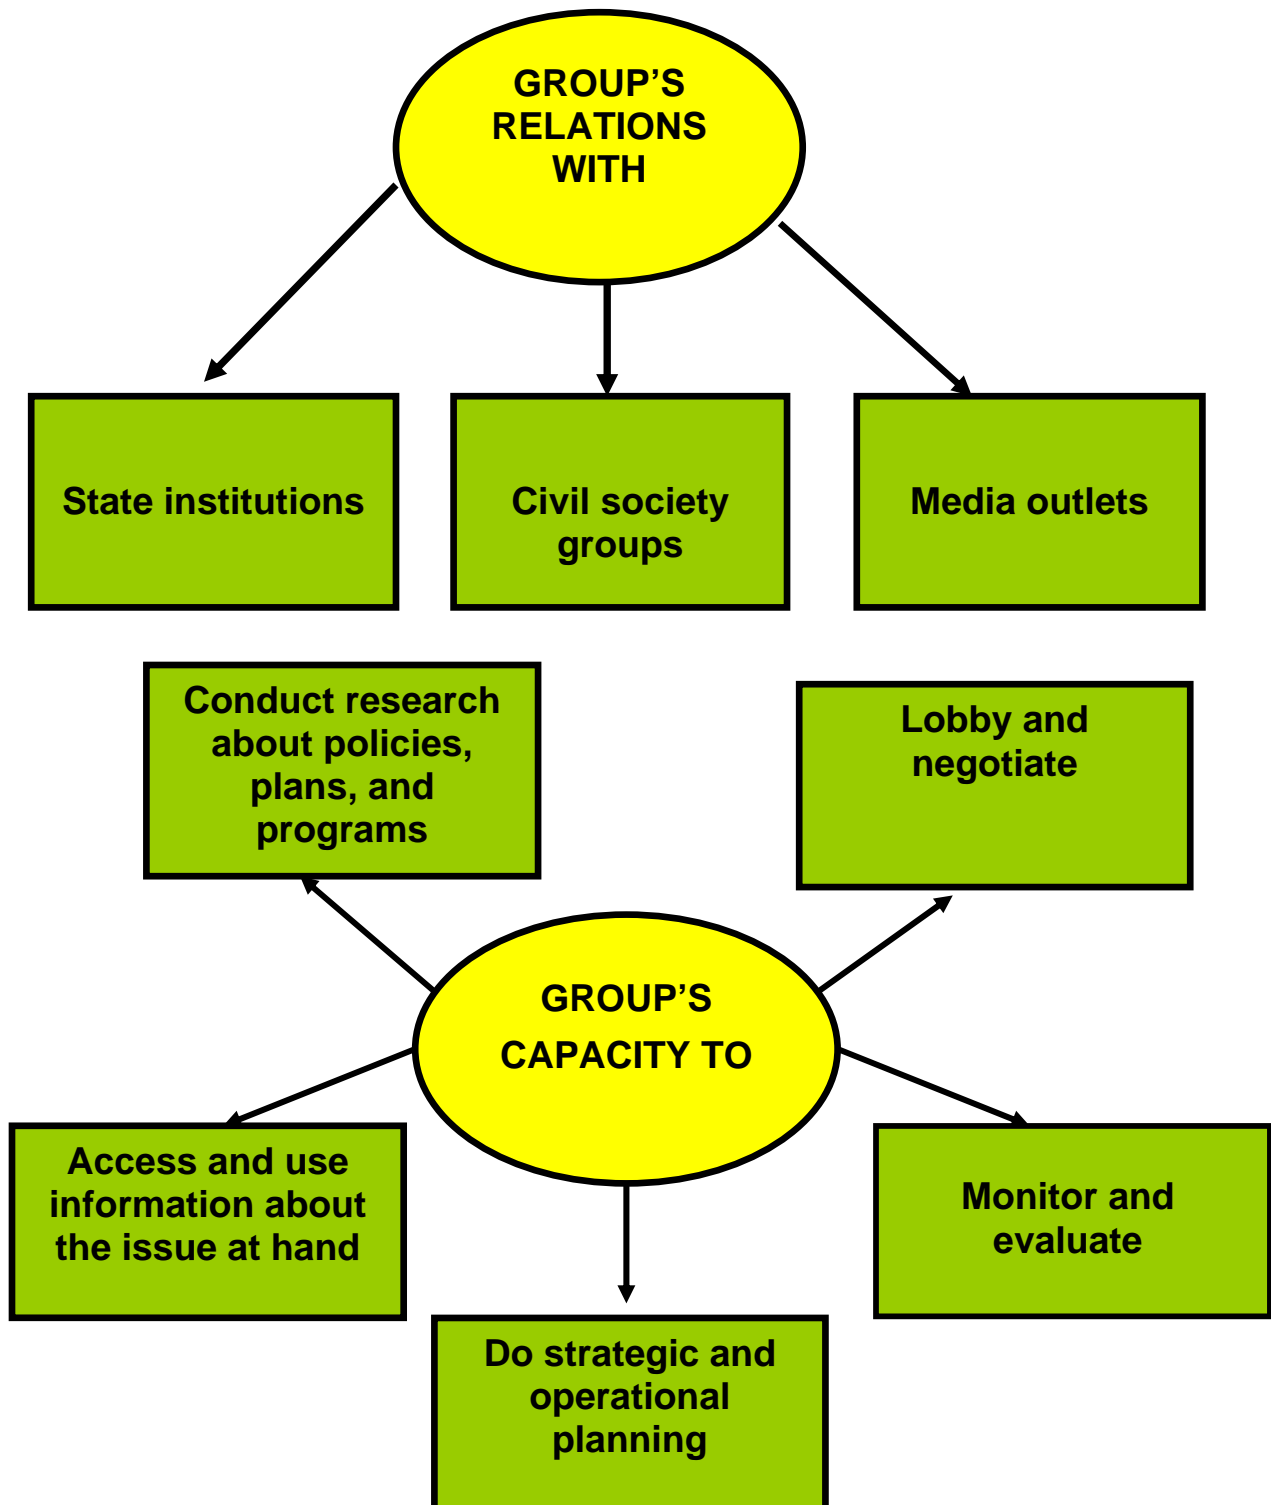 GROUP’S
RELATIONS
WITH
State institutions
Civil society
groups
Media outlets
Conduct research
about policies,
plans, and
programs
Lobby and
negotiate
GROUP’S
CAPACITY TO
Access and use
information about
the issue at hand
Monitor and
evaluate
Do strategic and
operational
planning